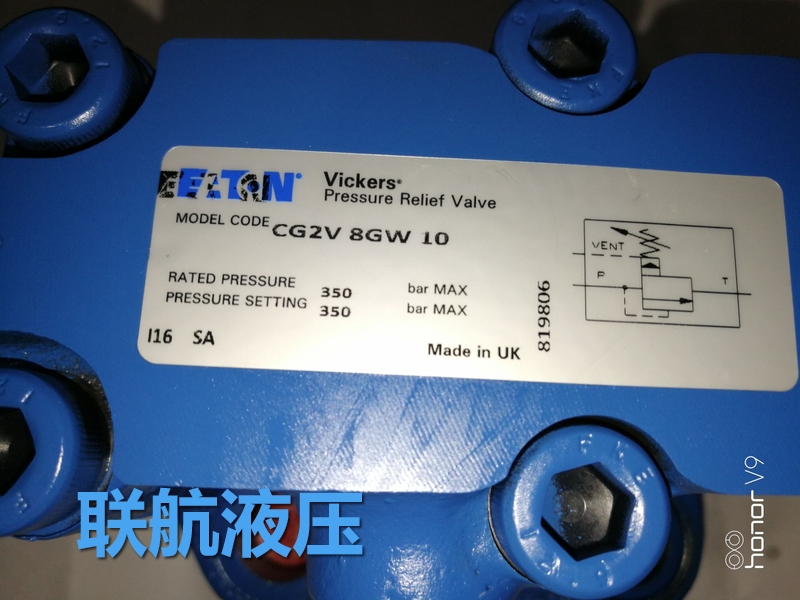 EATON
Vickers®
Pressure Relief Valve
MODEL CODE CG2V 8GW 10
RATED PRESSURE 350 bar MAX
PRESSURE SETTING 350 bar MAX
I16 SA
Made in UK
819806
VENT
P
T
联航液压
honor V9